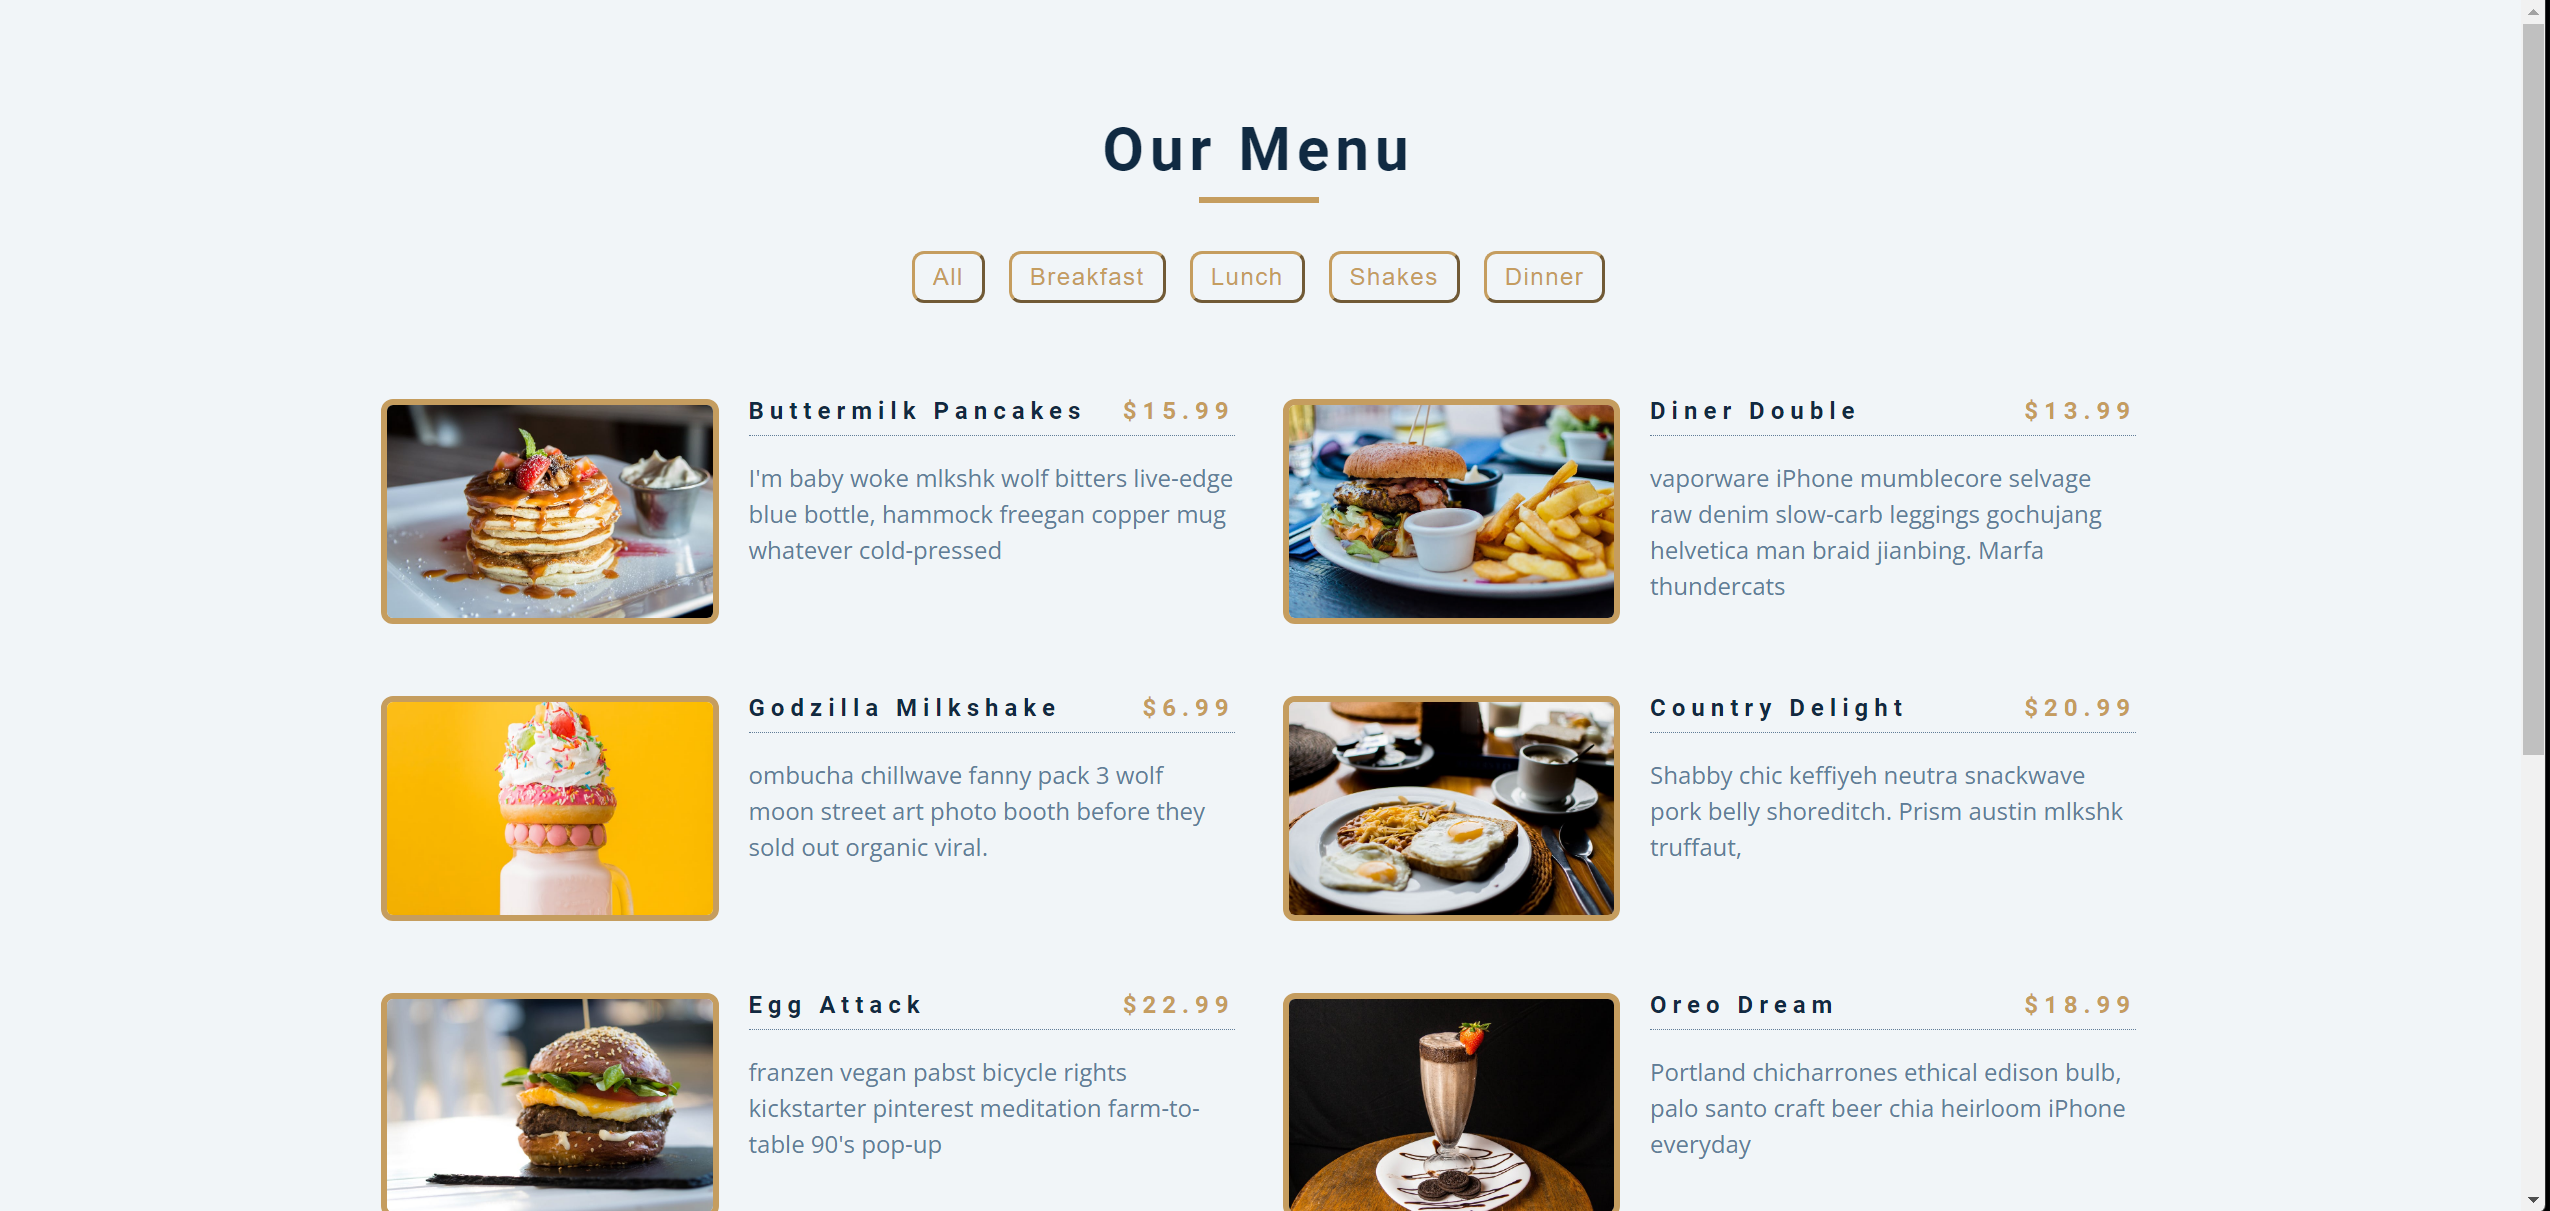 Our Menu
All Breakfast Lunch Shakes Dinner
Buttermilk Pancakes $15.99
I'm baby woke mlkshk wolf bitters live-edge
blue bottle, hammock freegan copper mug
whatever cold-pressed
Diner Double $13.99
vaporware iPhone mumblecore selvage
raw denim slow-carb leggings gochujang
helvetica man braid jianbing. Marfa
thundercats
Godzilla Milkshake $6.99
ombucha chillwave fanny pack 3 wolf
moon street art photo booth before they
sold out organic viral.
Country Delight $20.99
Shabby chic keffiyeh neutra snackwave
pork belly shoreditch. Prism austin mlkshk
truffaut,
Egg Attack $22.99
franzen vegan pabst bicycle rights
kickstarter pinterest meditation farm-to-
table 90's pop-up
Oreo Dream $18.99
Portland chicharrones ethical edison bulb,
palo santo craft beer chia heirloom iPhone
everyday